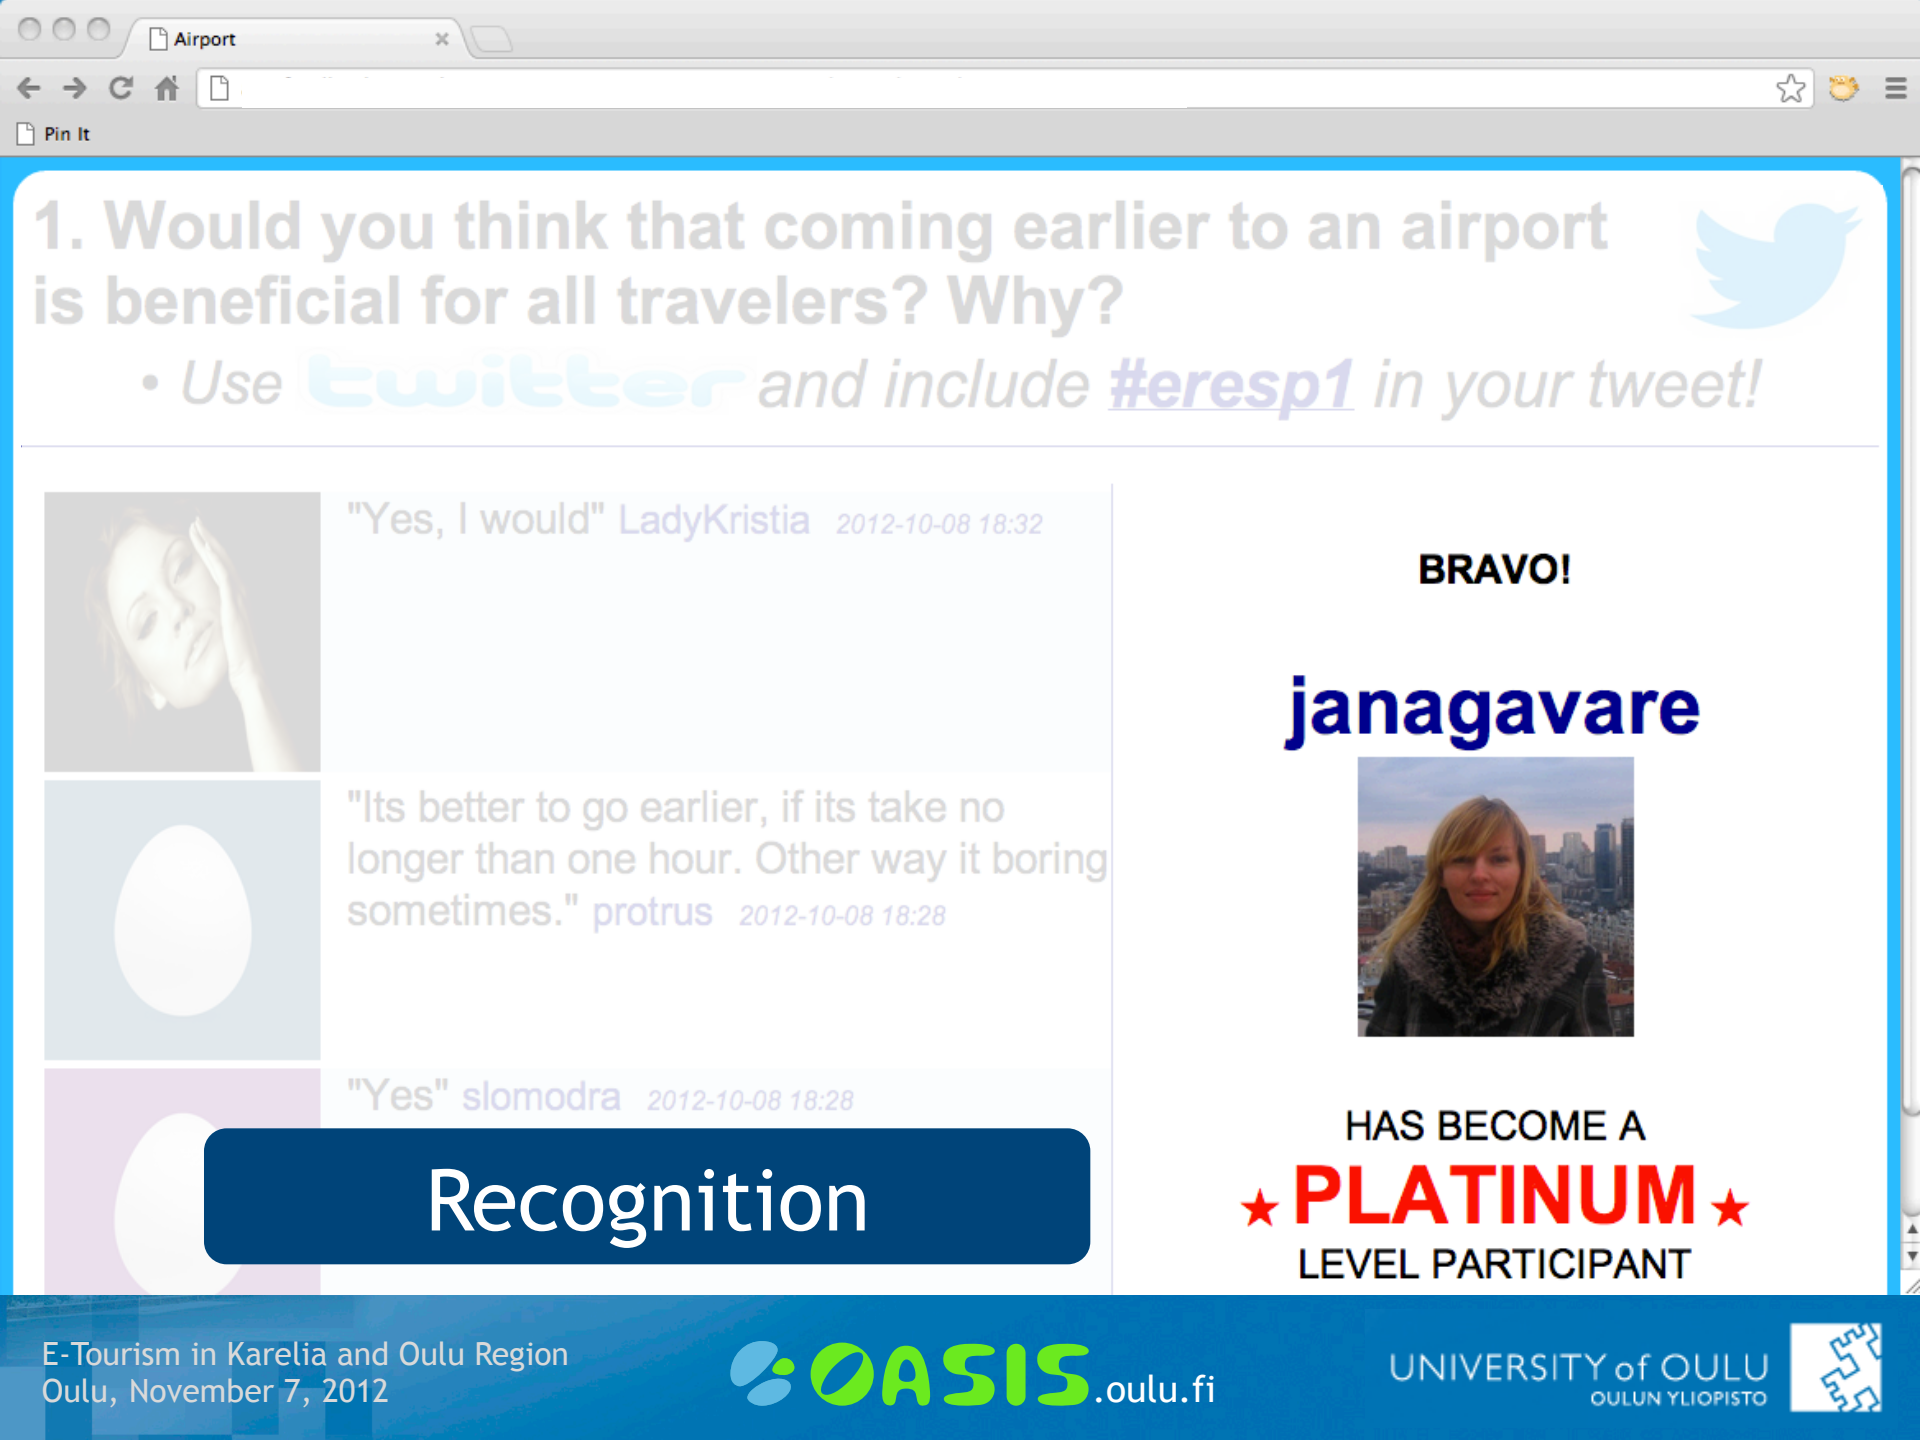 Airport
Pin It
1. Would you think that coming earlier to an airport
is beneficial for all travelers? Why?
• Use twitter and include #eresp1 in your tweet!
"Yes, I would" LadyKristia 2012-10-08 18:32
"Its better to go earlier, if its take no
longer than one hour. Other way it boring
sometimes." protrus 2012-10-08 18:28
"Yes" slomodra 2012-10-08 18:28
BRAVO!
janagavare
HAS BECOME A
★ PLATINUM ★
LEVEL PARTICIPANT
Recognition
E-Tourism in Karelia and Oulu Region
Oulu, November 7, 2012
OASIS.oulu.fi
UNIVERSITY of OULU
OULUN YLIOPISTO